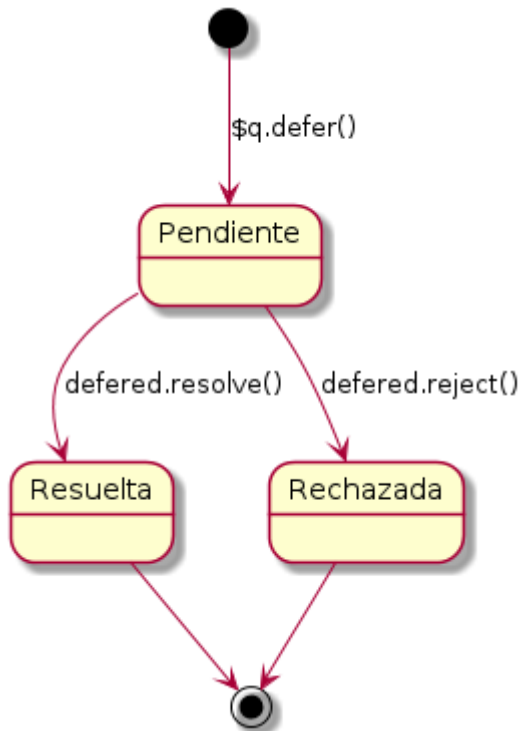 $q.defer()
Pendiente
defered.resolve()
defered.reject()
Resuelta
Rechazada